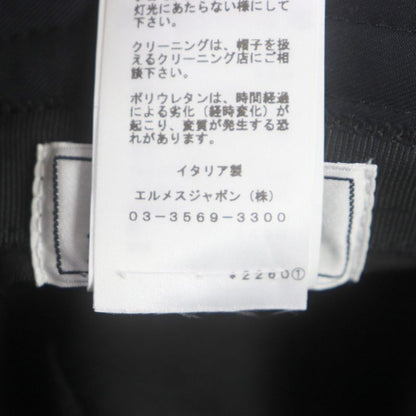 灯光にあたらない様にして
下さい。
クリーニングは、帽子を扱
えるクリーニング店にご相
談下さい。
ポリウレタンは、時間経過
による劣化（経時変化）が
起こり、変質が発生する恐
れがあります。
イタリア製
エルメスジャポン（株）
03-3569-3300
¥2260①